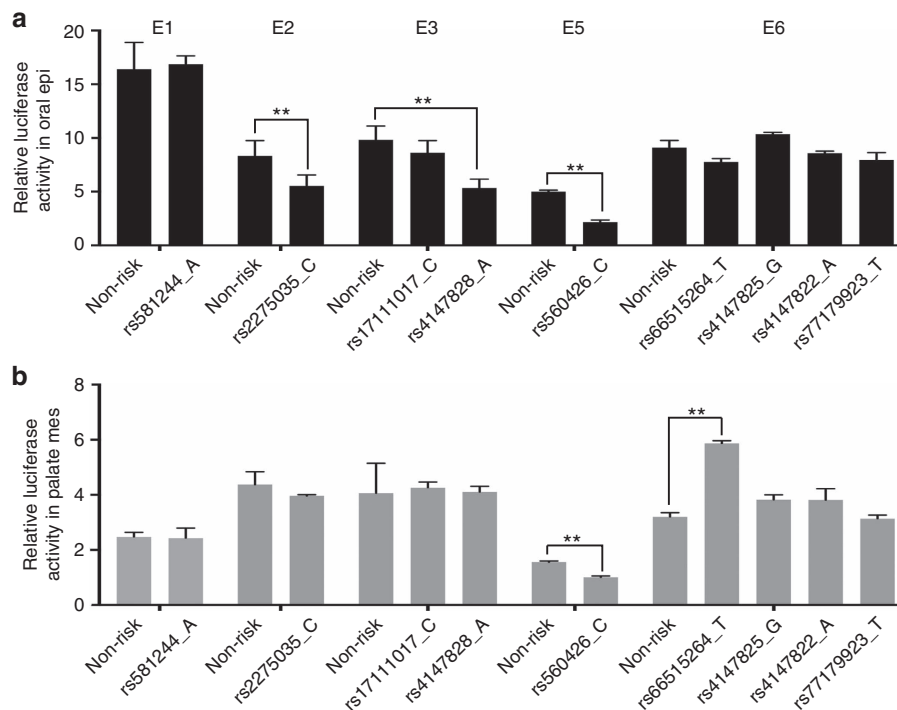 a
E1 E2 E3 E5 E6
Relative luciferase
activity in oral epi
20
15
10
5
0
** ** **
Non-risk
rs581244_A
Non-risk
rs2275035_C
Non-risk
rs17111017_C
rs4147828_A
Non-risk
rs560426_C
Non-risk
rs66515264_T
rs4147825_G
rs4147822_A
rs77179923_T
b
Relative luciferase
activity in palate mes
8
6
4
2
0
** **
Non-risk
rs581244_A
Non-risk
rs2275035_C
Non-risk
rs17111017_C
rs4147828_A
Non-risk
rs560426_C
Non-risk
rs66515264_T
rs4147825_G
rs4147822_A
rs77179923_T